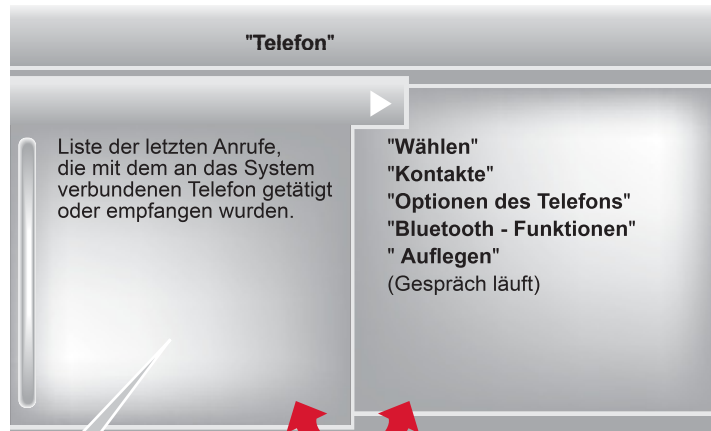 "Telefon"
Liste der letzten Anrufe,
die mit dem an das System
verbundenen Telefon getätigt
oder empfangen wurden.
"Wählen"
"Kontakte"
"Optionen des Telefons"
"Bluetooth - Funktionen"
" Auflegen"
(Gespräch läuft)